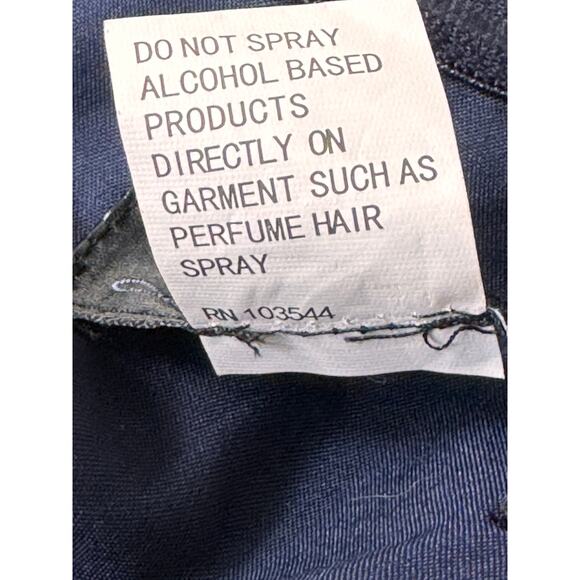 DO NOT SPRAY
ALCOHOL BASED
PRODUCTS
DIRECTLY ON
GARMENT SUCH AS
PERFUME HAIR
SPRAY
RN 103544